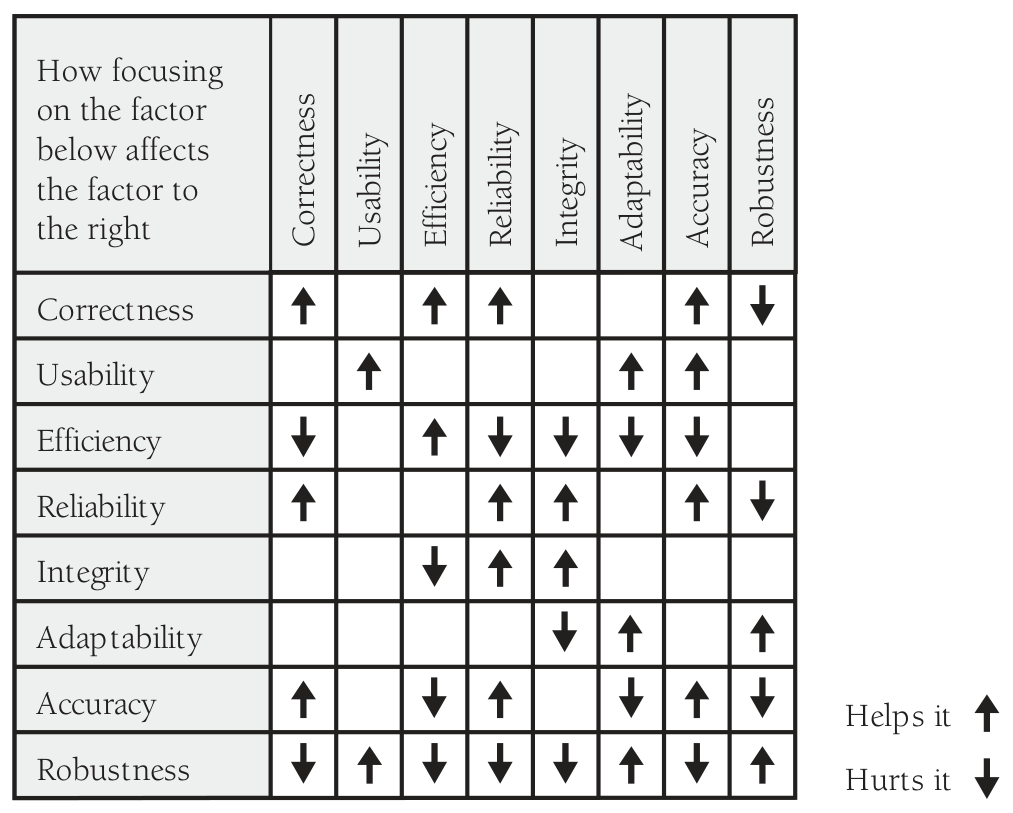 How focusing
on the factor
below affects
the factor to
the right
Correctness
Usability
Efficiency
Reliability
Integrity
Adaptability
Accuracy
Robustness
Correctness
Usability
Efficiency
Reliability
Integrity
Adaptability
Accuracy
Robustness
Helps it
Hurts it